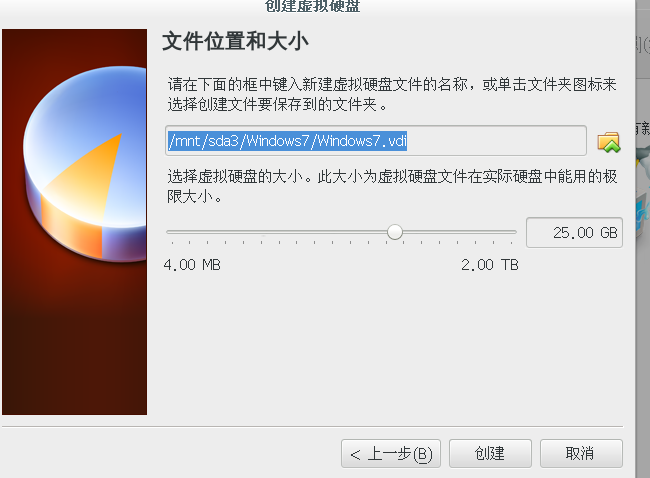 创建虚拟硬盘
文件位置和大小
请在下面的框中键入新建虚拟硬盘文件的名称，或单击文件夹图标来
选择创建文件要保存到的文件夹。
/mnt/sda3/Windows7/Windows7.vdi
选择虚拟硬盘的大小。此大小为虚拟硬盘文件在实际硬盘中能用的极
限大小。
25.00 GB
4.00 MB
2.00 TB
< 上一步(B)
创建
取消